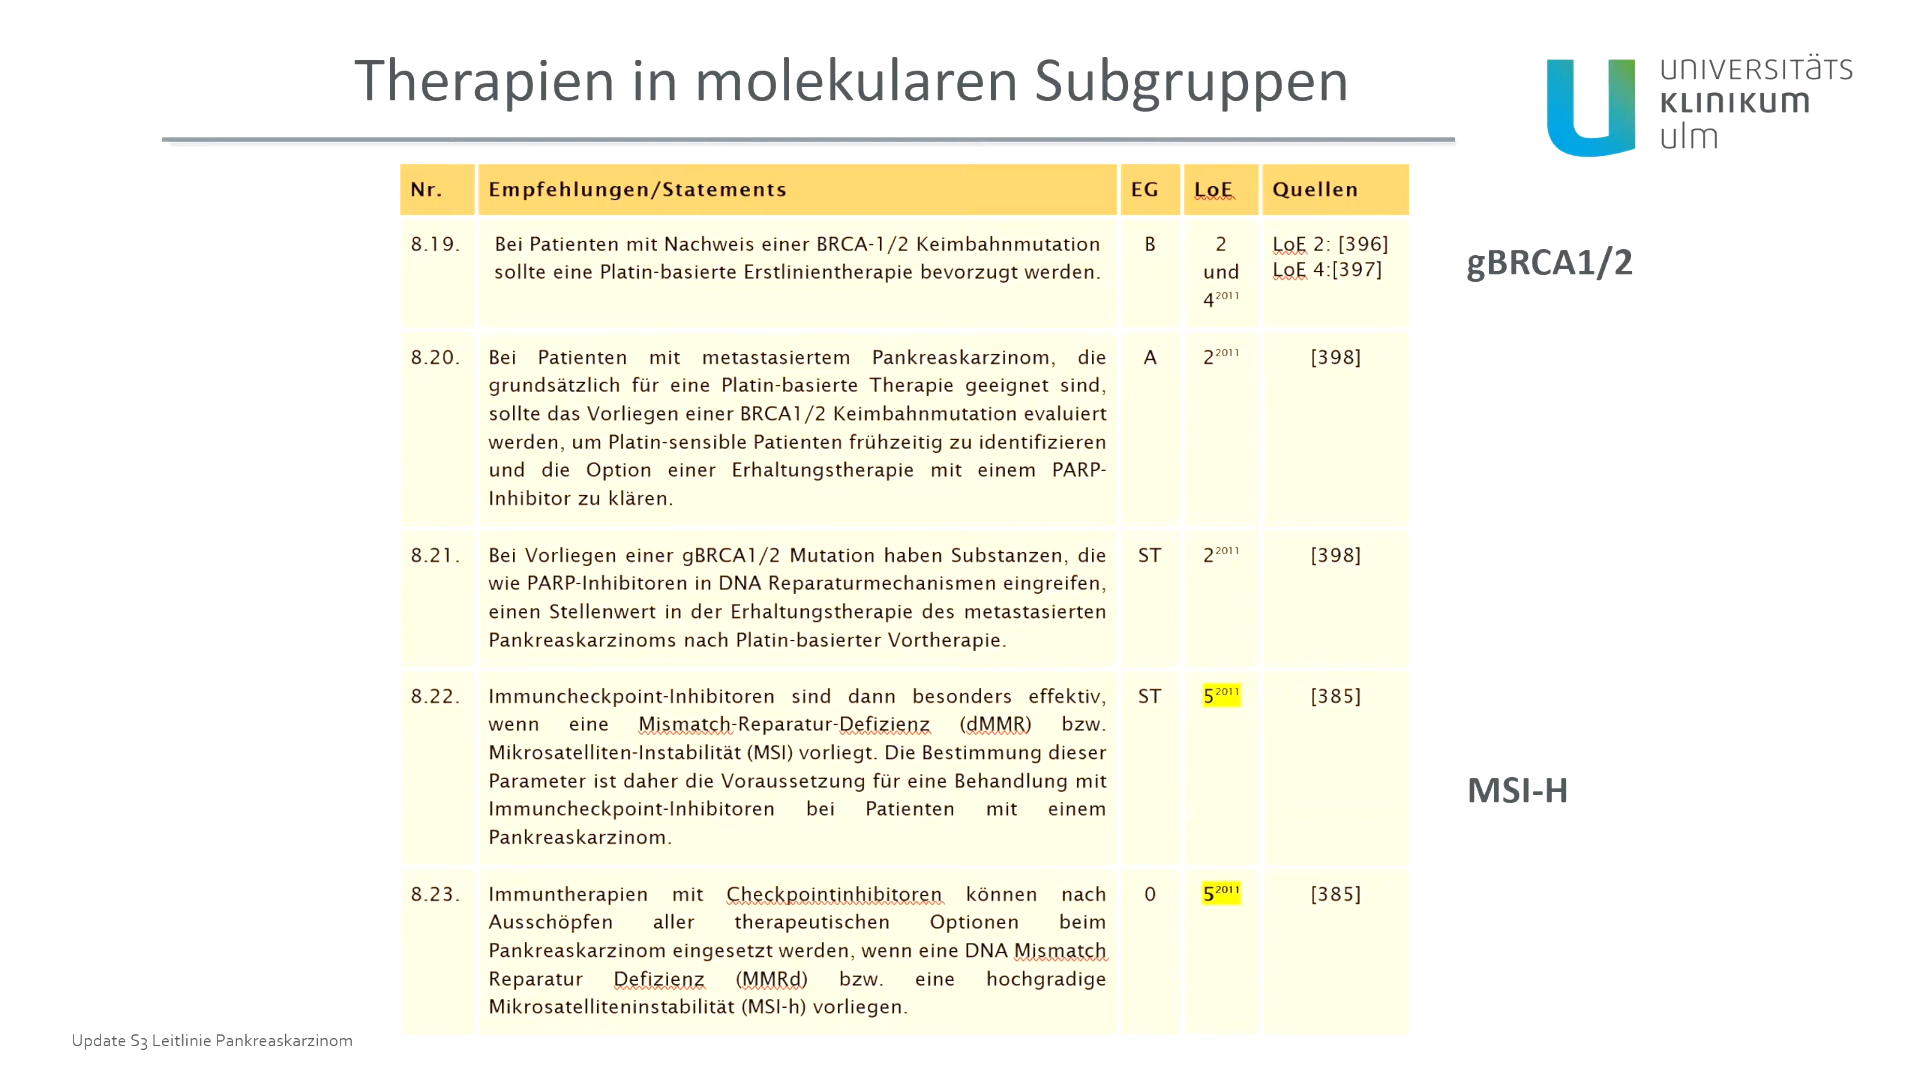 Therapien in molekularen Subgruppen
UNIVERSITÄTS
KLINIKUM
ulm
Nr. Empfehlungen/Statements EG LoE Quellen
8.19. Bei Patienten mit Nachweis einer BRCA-1/2 Keimbahnmutation B 2 LoE 2: [396]
sollte eine Platin-basierte Erstlinientherapie bevorzugt werden. und LoE 4:[397]
4²⁰¹¹
gBRCA1/2
8.20. Bei Patienten mit metastasiertem Pankreaskarzinom, die A 2²⁰¹¹ [398]
grundsätzlich für eine Platin-basierte Therapie geeignet sind,
sollte das Vorliegen einer BRCA1/2 Keimbahnmutation evaluiert
werden, um Platin-sensible Patienten frühzeitig zu identifizieren
und die Option einer Erhaltungstherapie mit einem PARP-
Inhibitor zu klären.
8.21. Bei Vorliegen einer gBRCA1/2 Mutation haben Substanzen, die ST 2²⁰¹¹ [398]
wie PARP-Inhibitoren in DNA Reparaturmechanismen eingreifen,
einen Stellenwert in der Erhaltungstherapie des metastasierten
Pankreaskarzinoms nach Platin-basierter Vortherapie.
8.22. Immuncheckpoint-Inhibitoren sind dann besonders effektiv, ST 5²⁰¹¹ [385]
wenn eine Mismatch-Reparatur-Defizienz (dMMR) bzw.
Mikrosatelliten-Instabilität (MSI) vorliegt. Die Bestimmung dieser
Parameter ist daher die Voraussetzung für eine Behandlung mit
Immuncheckpoint-Inhibitoren bei Patienten mit einem
Pankreaskarzinom.
MSI-H
8.23. Immuntherapien mit Checkpointinhibitoren können nach 0 5²⁰¹¹ [385]
Ausschöpfen aller therapeutischen Optionen beim
Pankreaskarzinom eingesetzt werden, wenn eine DNA Mismatch
Reparatur Defizienz (MMRd) bzw. eine hochgradige
Mikrosatelliteninstabilität (MSI-h) vorliegen.
Update S3 Leitlinie Pankreaskarzinom